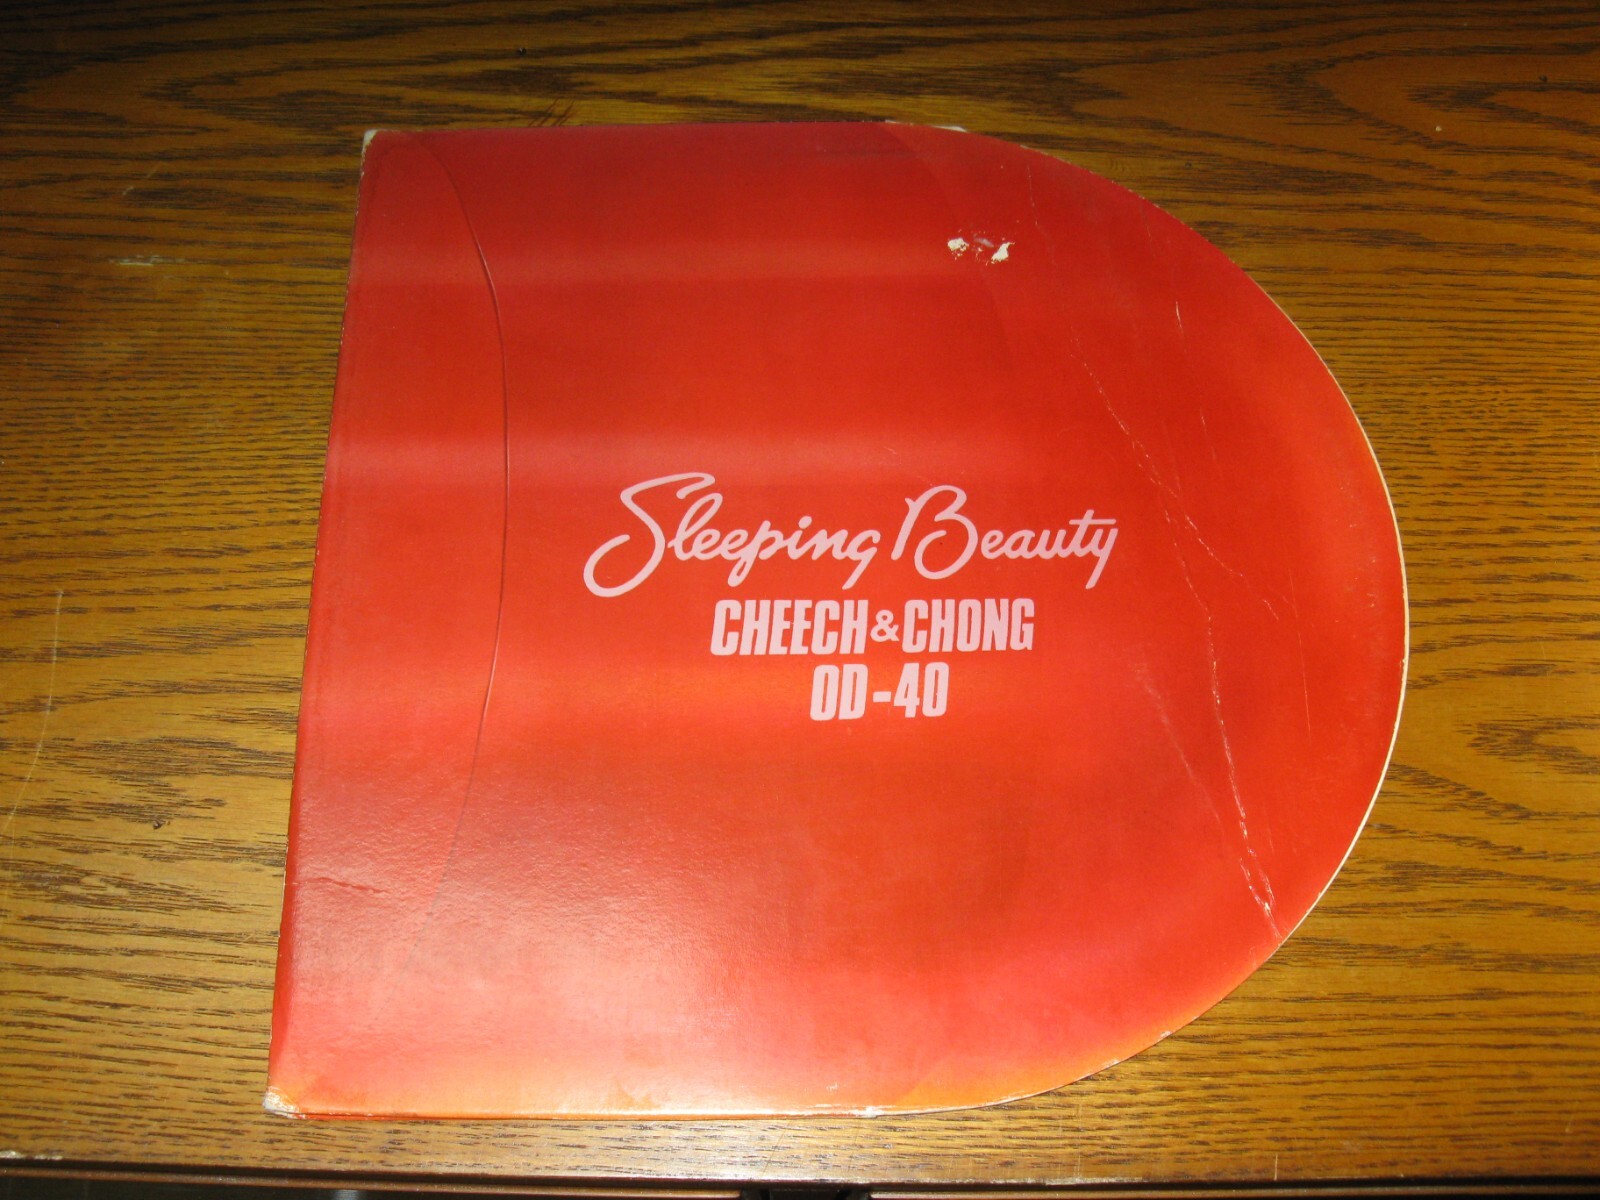 Sleeping Beauty
CHEECH & CHONG
OD-40